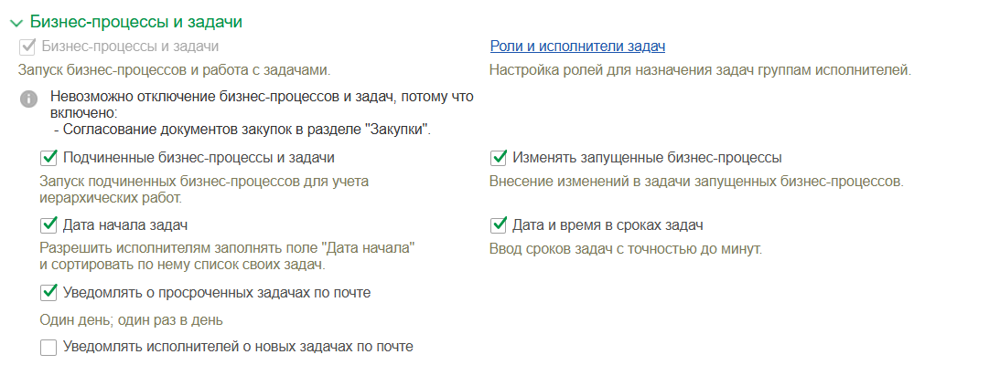 Бизнес-процессы и задачи
Бизнес-процессы и задачи
Роли и исполнители задач
Запуск бизнес-процессов и работа с задачами.
Настройка ролей для назначения задач группам исполнителей.
Невозможно отключение бизнес-процессов и задач, потому что
включено:
- Согласование документов закупок в разделе "Закупки".
Подчиненные бизнес-процессы и задачи
Изменять запущенные бизнес-процессы
Запуск подчиненных бизнес-процессов для учета
иерархических работ.
Внесение изменений в задачи запущенных бизнес-процессов.
Дата начала задач
Дата и время в сроках задач
Разрешить исполнителям заполнять поле "Дата начала"
и сортировать по нему список своих задач.
Ввод сроков задач с точностью до минут.
Уведомлять о просроченных задачах по почте
Один день; один раз в день
Уведомлять исполнителей о новых задачах по почте